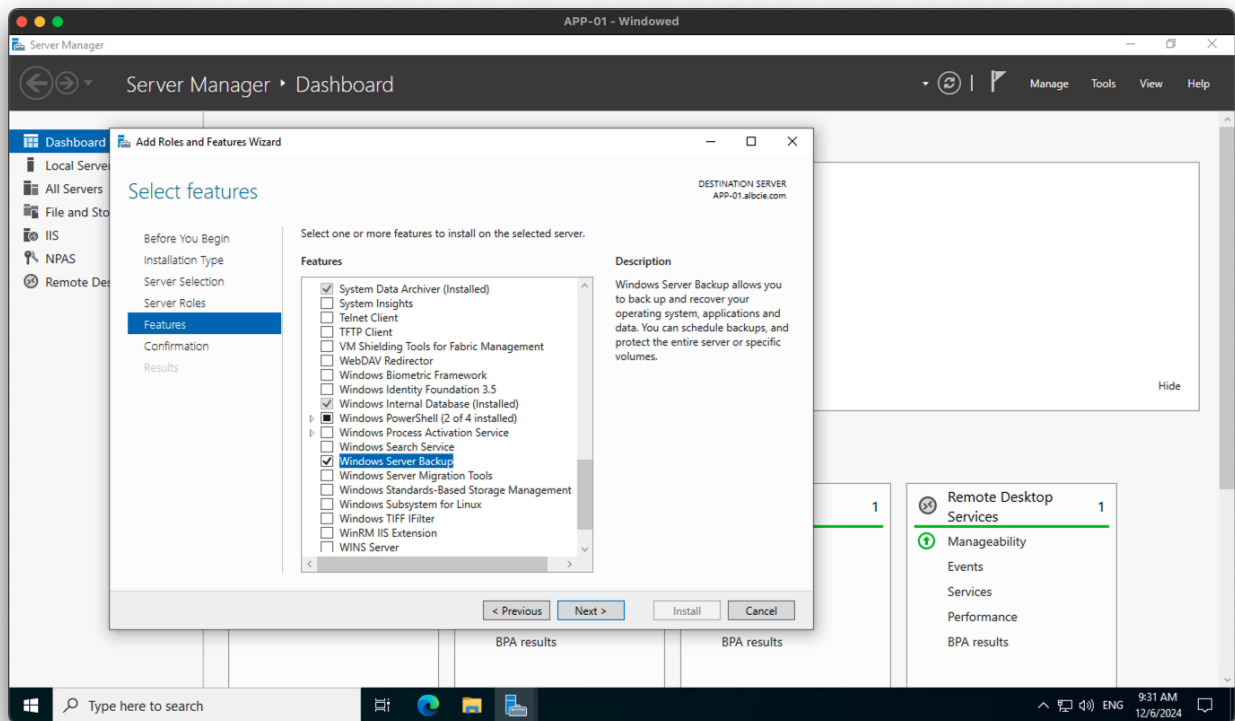 APP-01 - Windowed
Server Manager
Server Manager ‣ Dashboard
Manage
Tools
View
Help
Dashboard
Local Server
All Servers
File and Sto
IIS
NPAS
Remote Des
Add Roles and Features Wizard
Select features
DESTINATION SERVER
APP-01.albcie.com
Before You Begin
Installation Type
Server Selection
Server Roles
Features
Confirmation
Results
Select one or more features to install on the selected server.
Features
System Data Archiver (Installed)
System Insights
Telnet Client
TFTP Client
VM Shielding Tools for Fabric Management
WebDAV Redirector
Windows Biometric Framework
Windows Identity Foundation 3.5
Windows Internal Database (Installed)
Windows PowerShell (2 of 4 installed)
Windows Process Activation Service
Windows Search Service
Windows Server Backup
Windows Server Migration Tools
Windows Standards-Based Storage Management
Windows Subsystem for Linux
Windows TIFF IFilter
WinRM IIS Extension
WINS Server
Description
Windows Server Backup allows you
to back up and recover your
operating system, applications and
data. You can schedule backups, and
protect the entire server or specific
volumes.
< Previous
Next >
Install
Cancel
Hide
1
Remote Desktop
Services
1
Manageability
Events
Services
Performance
BPA results
BPA results
BPA results
Type here to search
ENG
9:31 AM
12/6/2024